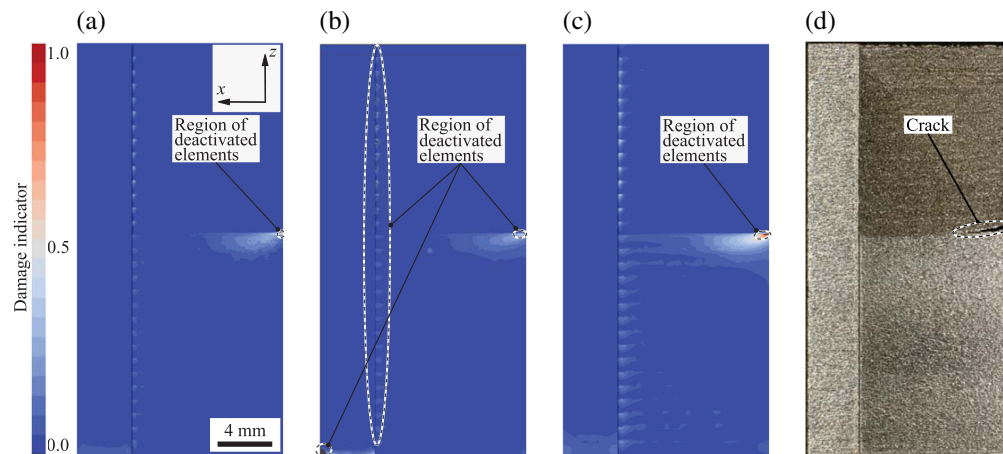 (a)
(b)
(c)
(d)
1.0
0.5
0.0
Damage indicator
z
x
Region of
deactivated
elements
4 mm
Region of
deactivated
elements
Region of
deactivated
elements
Crack